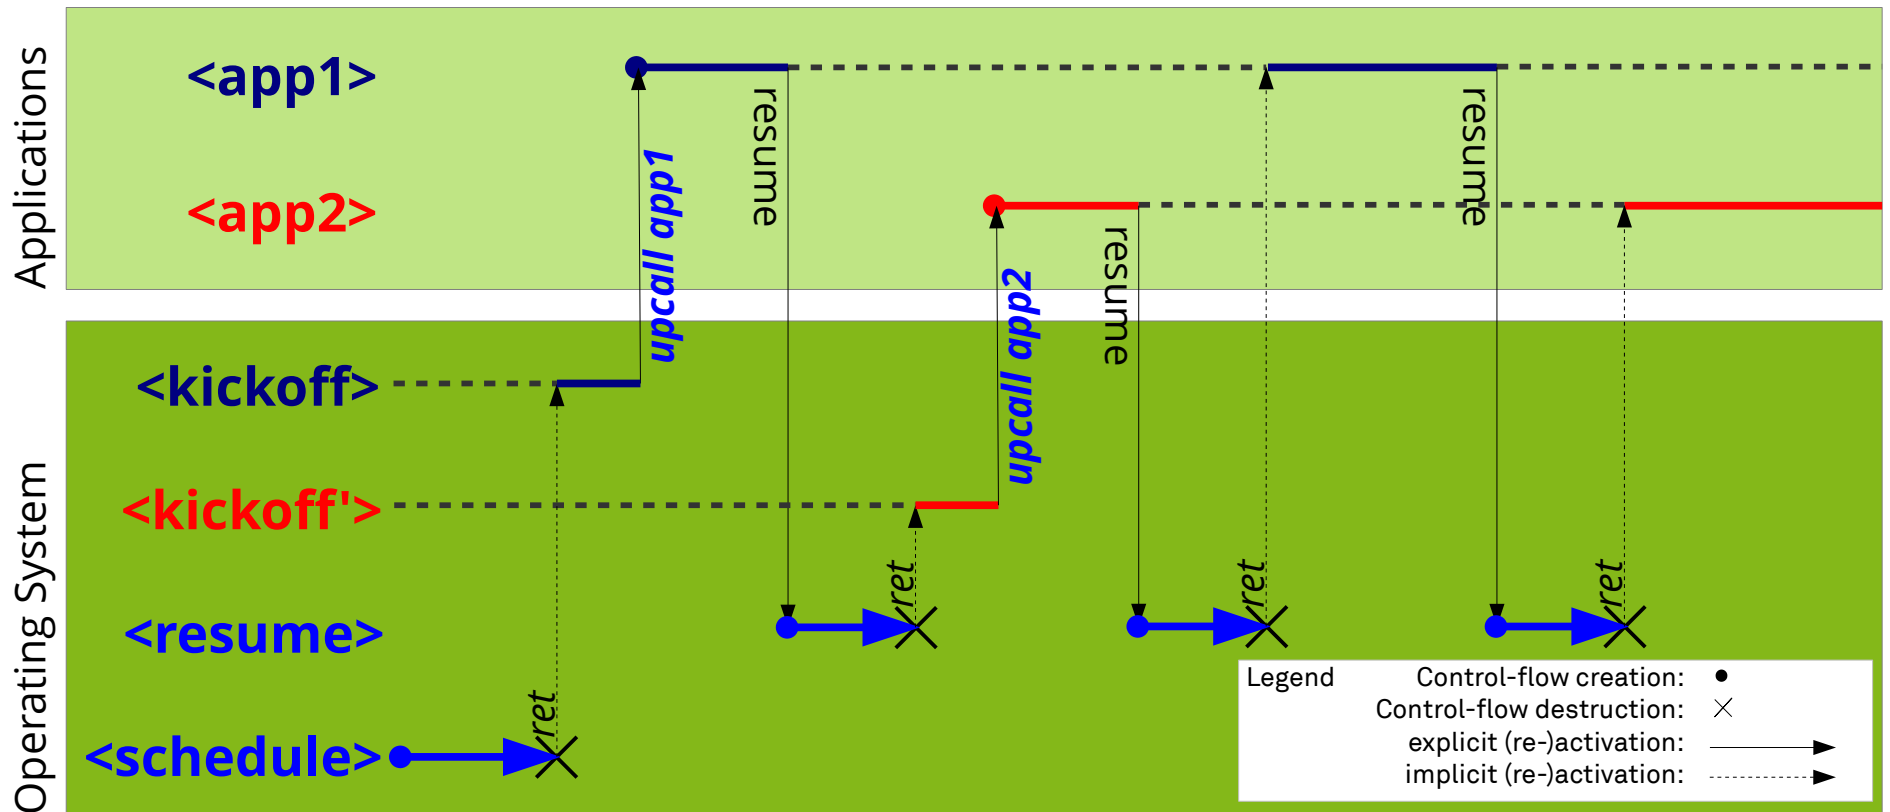 Applications
<app1>
<app2>
upcall app1
resume
upcall app2
resume
resume
Operating System
<kickoff>
<kickoff'>
<resume>
<schedule>
ret
ret
ret
ret
Legend
Control-flow creation:
Control-flow destruction:
explicit (re-)activation:
implicit (re-)activation: